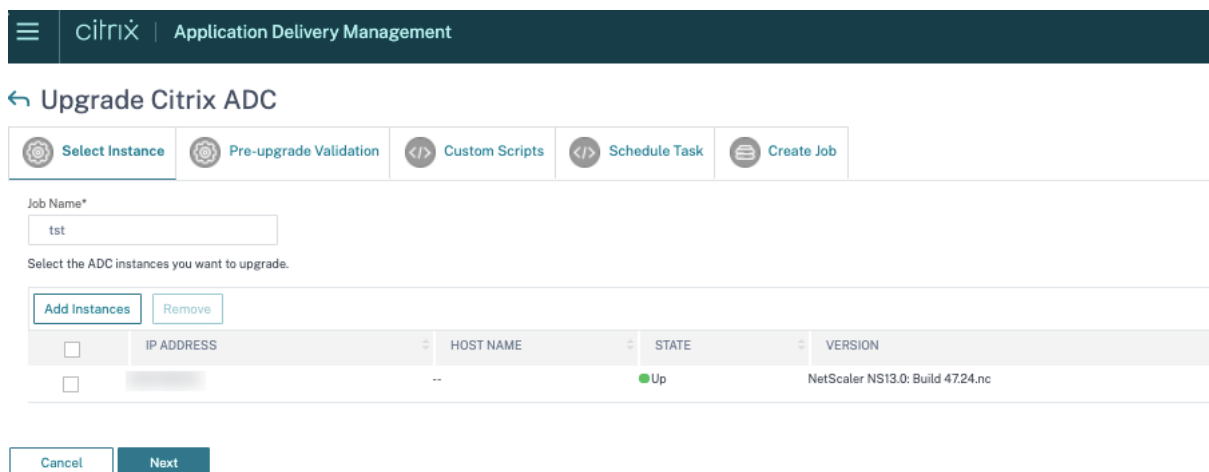 citrix | Application Delivery Management
Upgrade Citrix ADC
Select Instance Pre-upgrade Validation Custom Scripts Schedule Task Create Job
Job Name*
tst
Select the ADC instances you want to upgrade.
Add Instances Remove
IP ADDRESS HOST NAME STATE VERSION
-- Up NetScaler NS13.0: Build 47.24.nc
Cancel Next